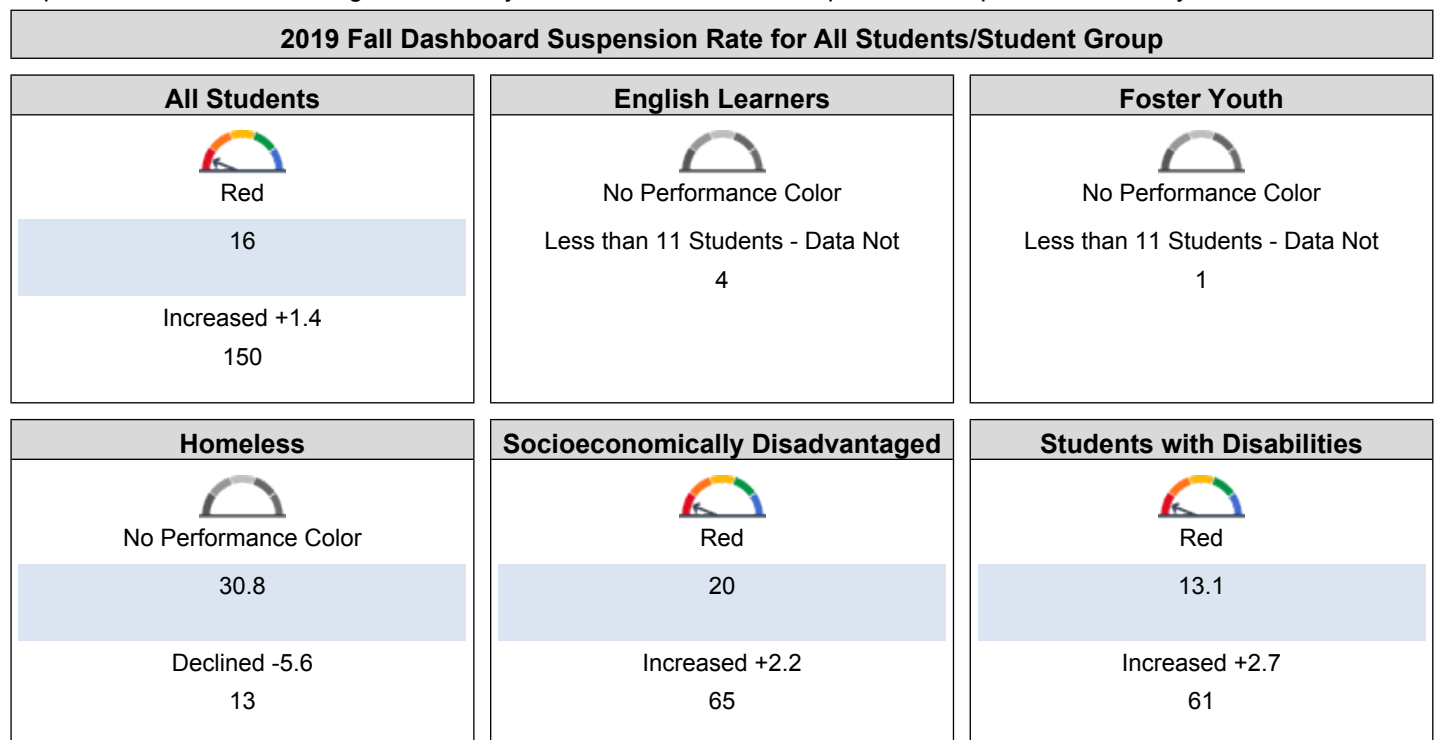 2019 Fall Dashboard Suspension Rate for All Students/Student Group
All Students
Red
16
Increased +1.4
150
English Learners
No Performance Color
Less than 11 Students - Data Not
4
Foster Youth
No Performance Color
Less than 11 Students - Data Not
1
Homeless
No Performance Color
30.8
Declined -5.6
13
Socioeconomically Disadvantaged
Red
20
Increased +2.2
65
Students with Disabilities
Red
13.1
Increased +2.7
61